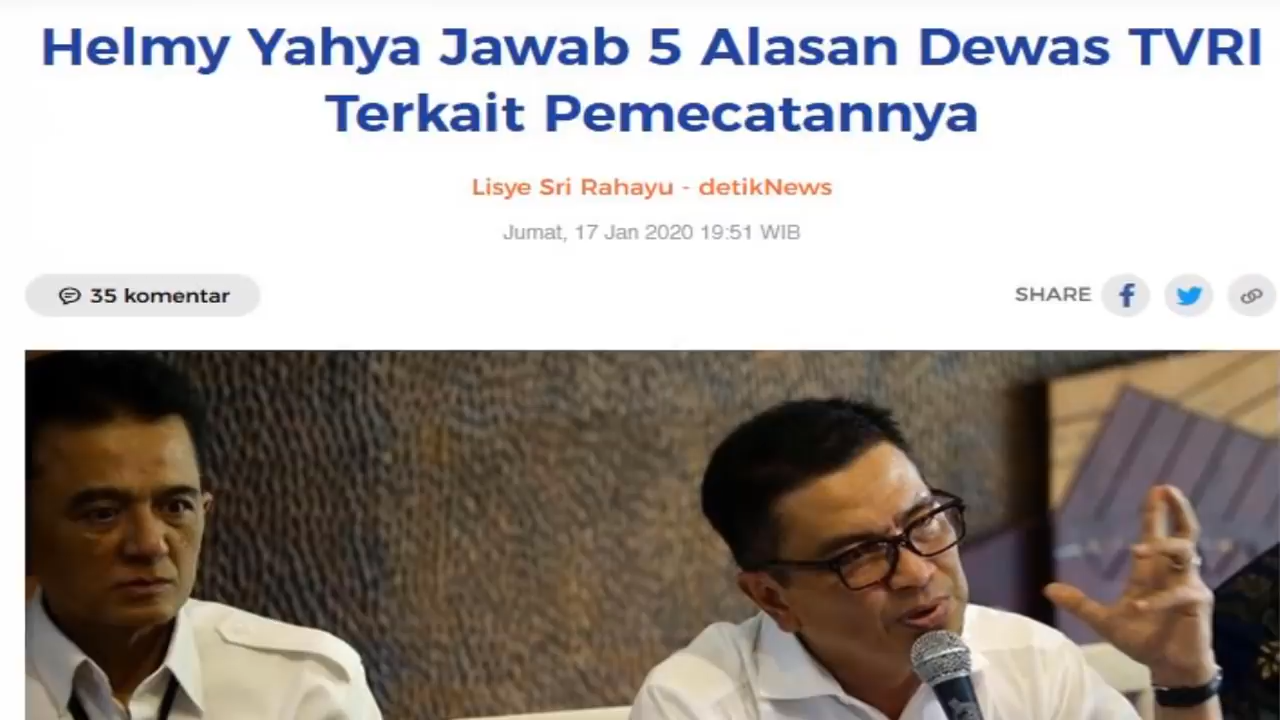 Helmy Yahya Jawab 5 Alasan Dewas TVRI
Terkait Pemecatannya
Lisye Sri Rahayu - detikNews
Jumat, 17 Jan 2020 19:51 WIB
35 komentar
SHARE